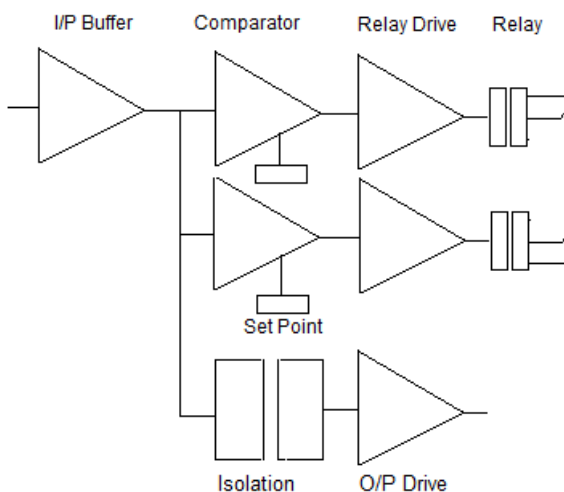 I/P Buffer
Comparator
Relay Drive
Relay
Set Point
Isolation
O/P Drive